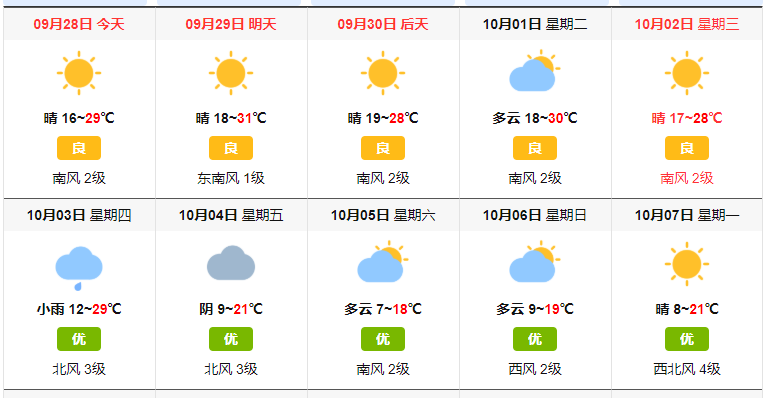 09月28日 今天
09月29日 明天
09月30日 后天
10月01日 星期二
10月02日 星期三
晴 16~29℃
晴 18~31℃
晴 19~28℃
多云 18~30℃
晴 17~28℃
良
良
良
良
良
南风 2级
东南风 1级
南风 2级
南风 2级
南风 2级
10月03日 星期四
10月04日 星期五
10月05日 星期六
10月06日 星期日
10月07日 星期一
小雨 12~29℃
阴 9~21℃
多云 7~18℃
多云 9~19℃
晴 8~21℃
优
优
优
优
优
北风 3级
北风 3级
南风 2级
西风 2级
西北风 4级